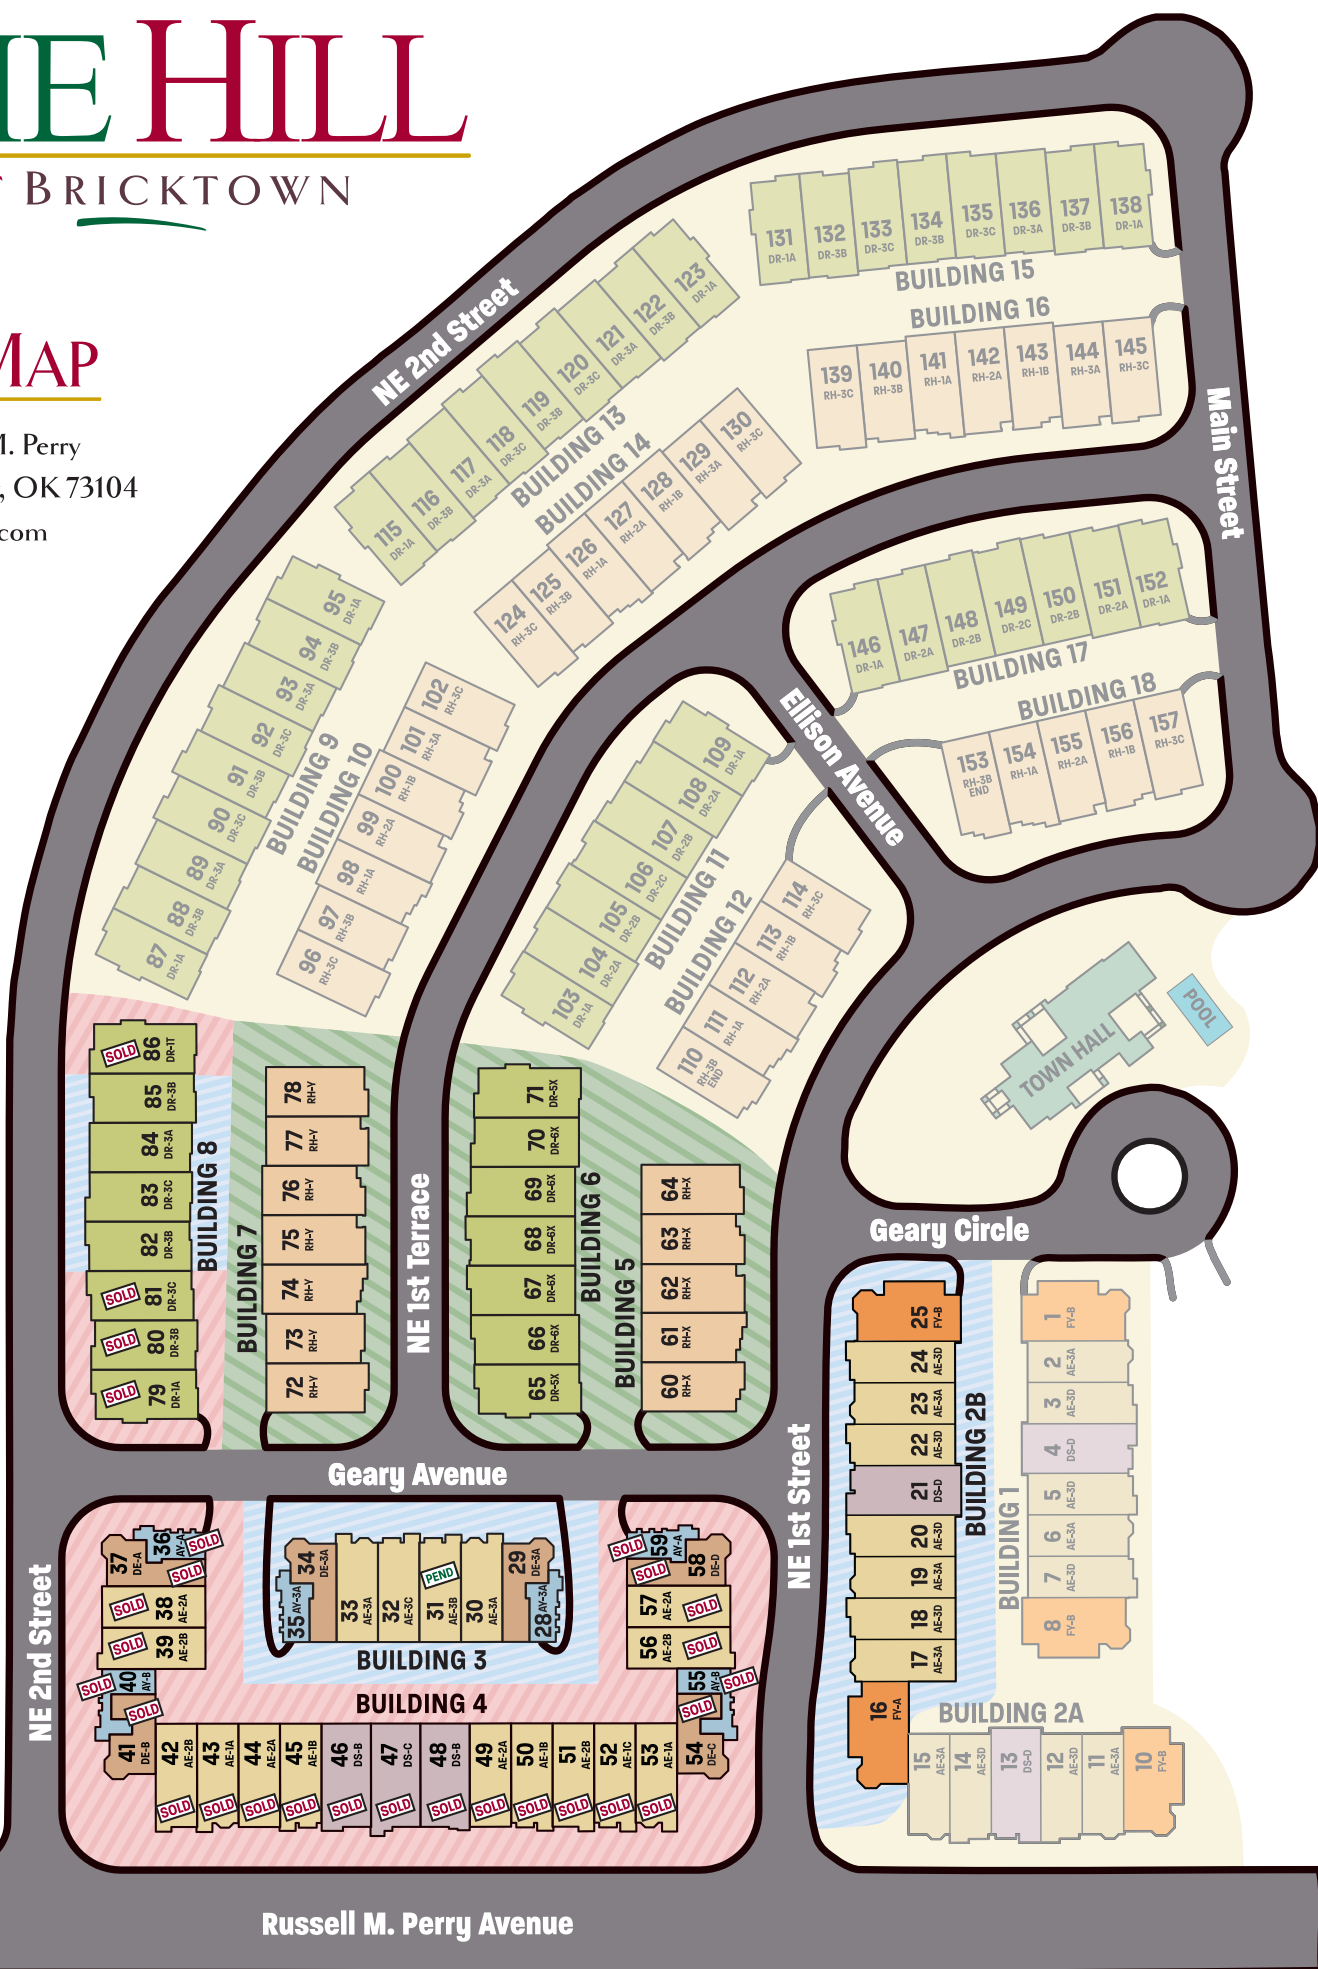 IE HILL
T BRICKTOWN
MAP
M. Perry
, OK 73104
com
NE 2nd Street
131 DR-1A
132 DR-3B
133 DR-3C
134 DR-3B
135 DR-3C
136 DR-3A
137 DR-3B
138 DR-1A
BUILDING 15
BUILDING 16
139 RH-3C
140 RH-3B
141 RH-1A
142 RH-2A
143 RH-1B
144 RH-3A
145 RH-3C
Main Street
115 DR-1A
116 DR-3B
117 DR-3A
118 DR-3C
119 DR-3B
120 DR-3C
121 DR-3A
122 DR-3B
123 DR-1A
BUILDING 13
BUILDING 14
124 RH-3C
125 RH-3B
126 RH-1A
127 RH-2A
128 RH-1B
129 RH-3A
130 RH-3C
146 DR-1A
147 DR-2A
148 DR-2B
149 DR-2C
150 DR-2B
151 DR-2A
152 DR-1A
BUILDING 17
BUILDING 18
153 RH-3B END
154 RH-1A
155 RH-2A
156 RH-1B
157 RH-3C
Ellison Avenue
95 DR-1A
94 DR-3B
93 DR-3A
92 DR-3C
91 DR-3B
90 DR-3C
89 DR-3A
88 DR-3B
87 DR-1A
BUILDING 9
BUILDING 10
102 RH-3C
101 RH-3A
100 RH-1B
99 RH-2A
98 RH-1A
97 RH-3B
96 RH-3C
109 DR-1A
108 DR-2A
107 DR-2B
106 DR-2C
105 DR-2B
104 DR-2A
103 DR-1A
BUILDING 11
BUILDING 12
114 RH-3C
113 RH-1B
112 RH-2A
111 RH-1A
110 RH-3B END
TOWN HALL
POOL
SOLD 86 DR-1T
85 DR-3B
84 DR-3A
83 DR-3C
82 DR-3B
SOLD 81 DR-3C
SOLD 80 DR-3B
SOLD 79 DR-1A
BUILDING 8
BUILDING 7
78 RH-Y
77 RH-Y
76 RH-Y
75 RH-Y
74 RH-Y
73 RH-Y
72 RH-Y
NE 1st Terrace
71 DR-5X
70 DR-6X
69 DR-6X
68 DR-6X
67 DR-6X
66 DR-6X
65 DR-5X
BUILDING 6
BUILDING 5
64 RH-X
63 RH-X
62 RH-X
61 RH-X
60 RH-X
Geary Circle
25 FY-B
24 AE-3D
23 AE-3A
22 AE-3D
21 DS-D
20 AE-3D
19 AE-3A
18 AE-3D
17 AE-3A
16 FY-A
BUILDING 2B
BUILDING 1
1 FY-B
2 AE-3A
3 AE-3D
4 DS-D
5 AE-3D
6 AE-3A
7 AE-3D
8 FY-B
BUILDING 2A
15 AE-3A
14 AE-3D
13 DS-D
12 AE-3D
11 AE-3A
10 FY-B
Geary Avenue
NE 1st Street
NE 2nd Street
37 DE-A SOLD
36 AY-A SOLD
SOLD 38 AE-2A
SOLD 39 AE-2B
SOLD 40 AY-B
SOLD
41 DE-B
35 AY-3A
34 DE-3A
33 AE-3A
32 AE-3C
31 AE-3B PEND
30 AE-3A
29 DE-3A
28 AY-3A
BUILDING 3
BUILDING 4
SOLD 59 AY-A
SOLD 58 DE-D
57 AE-2A SOLD
56 AE-2B SOLD
55 AY-B SOLD
SOLD
54 DE-C
42 AE-2B SOLD
43 AE-1A SOLD
44 AE-2A SOLD
45 AE-1B SOLD
46 DS-B SOLD
47 DS-C SOLD
48 DS-B SOLD
49 AE-2A SOLD
50 AE-1B SOLD
51 AE-2B SOLD
52 AE-1C SOLD
53 AE-1A SOLD
Russell M. Perry Avenue